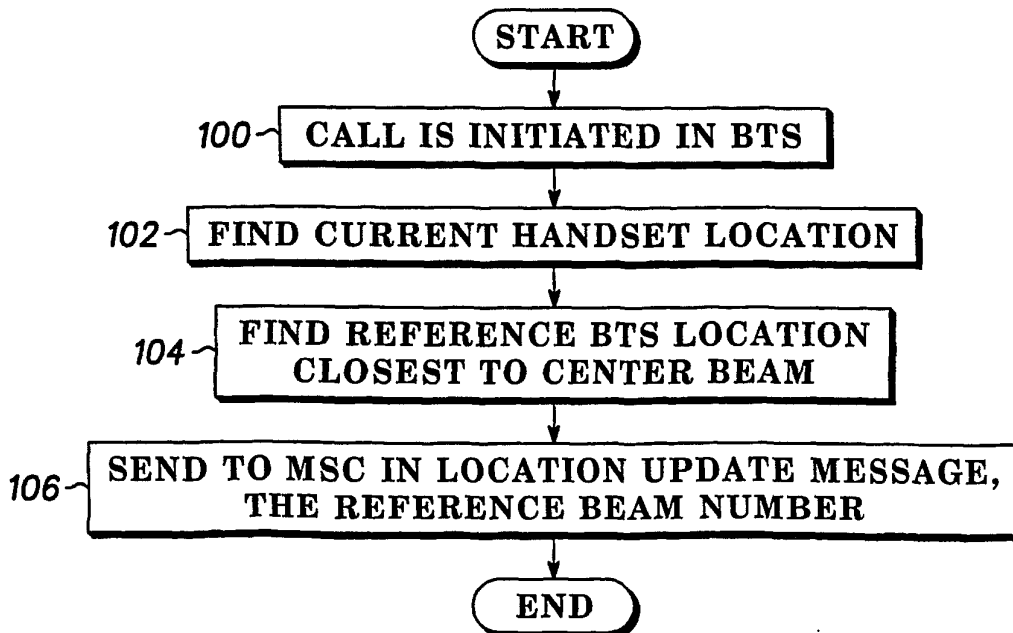 START
100
CALL IS INITIATED IN BTS
102
FIND CURRENT HANDSET LOCATION
104
FIND REFERENCE BTS LOCATION
CLOSEST TO CENTER BEAM
106
SEND TO MSC IN LOCATION UPDATE MESSAGE,
THE REFERENCE BEAM NUMBER
END